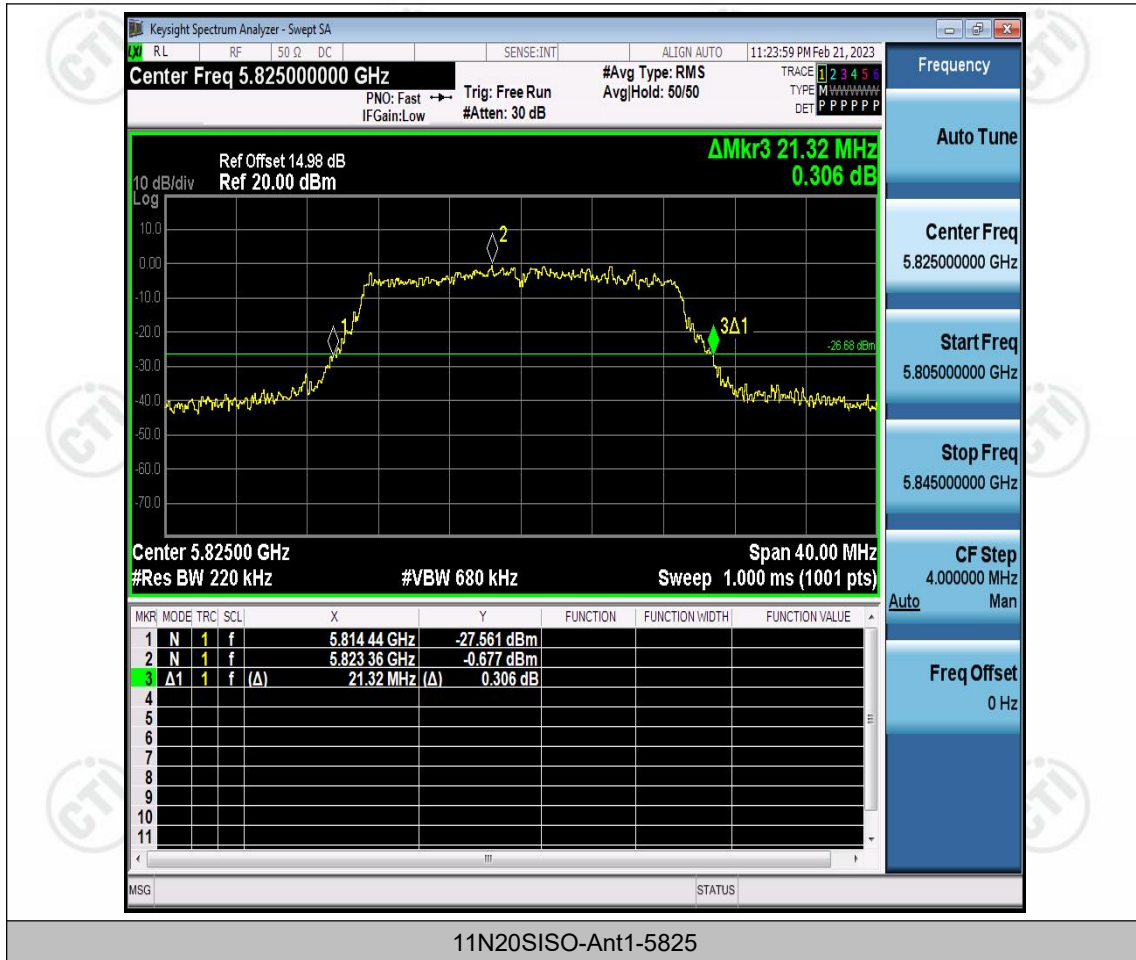 Keysight Spectrum Analyzer - Swept SA
LXI RL RF 50 Ω DC SENSE:INT ALIGN AUTO 11:23:59 PM Feb 21, 2023
Center Freq 5.825000000 GHz
PNO: Fast
IFGain:Low
Trig: Free Run
#Atten: 30 dB
#Avg Type: RMS
Avg|Hold: 50/50
TRACE 1 2 3 4 5 6
TYPE M WWWWW
DET P P P P P P
Frequency
Auto Tune
Center Freq
5.825000000 GHz
Start Freq
5.805000000 GHz
Stop Freq
5.845000000 GHz
CF Step
4.000000 MHz
Auto Man
Freq Offset
0 Hz
ΔMkr3 21.32 MHz
0.306 dB
Ref Offset 14.98 dB
10 dB/div Ref 20.00 dBm
Log
10.0
0.00
-10.0
-20.0
-30.0
-40.0
-50.0
-60.0
-70.0
1
2
3Δ1
-26.68 dBm
Center 5.82500 GHz Span 40.00 MHz
#Res BW 220 kHz #VBW 680 kHz Sweep 1.000 ms (1001 pts)
MKR MODE TRC SCL X Y FUNCTION FUNCTION WIDTH FUNCTION VALUE
1 N 1 f 5.814 44 GHz -27.561 dBm
2 N 1 f 5.823 36 GHz -0.677 dBm
3 Δ1 1 f (Δ) 21.32 MHz (Δ) 0.306 dB
4
5
6
7
8
9
10
11
MSG STATUS
11N20SISO-Ant1-5825
CTI
CTI
CTI
CTI
CTI
CTI